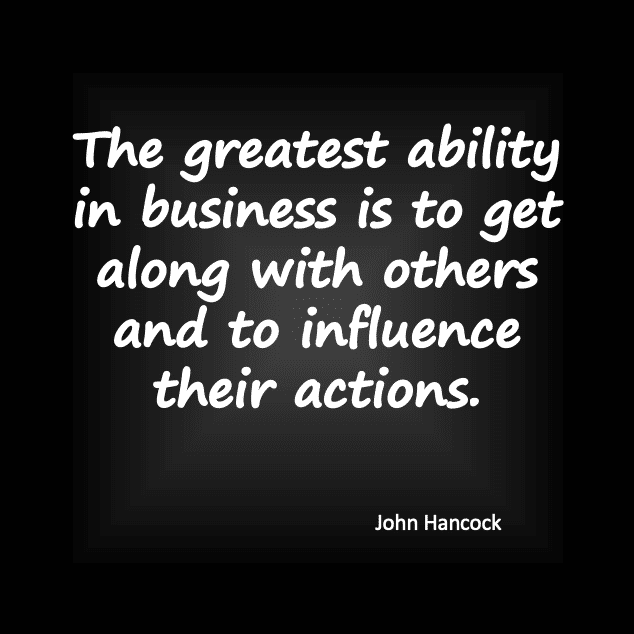 The greatest ability
in business is to get
along with others
and to influence
their actions.
John Hancock